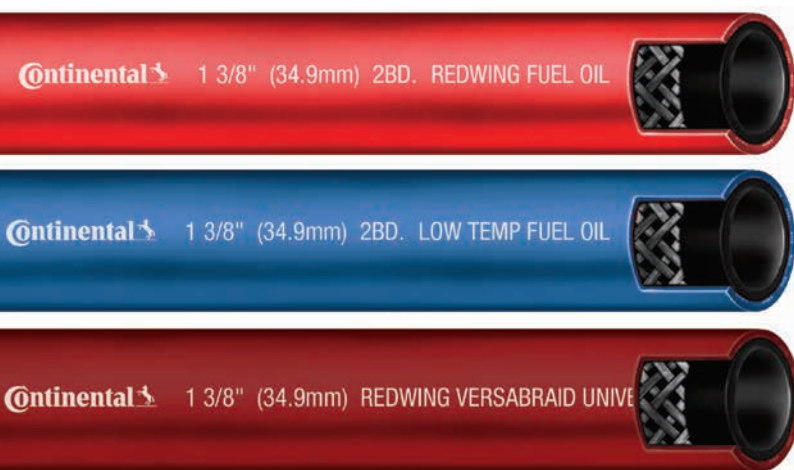 Continental 1 3/8" (34.9mm) 2BD. REDWING FUEL OIL
Continental 1 3/8" (34.9mm) 2BD. LOW TEMP FUEL OIL
Continental 1 3/8" (34.9mm) REDWING VERSABRAID UNIVE